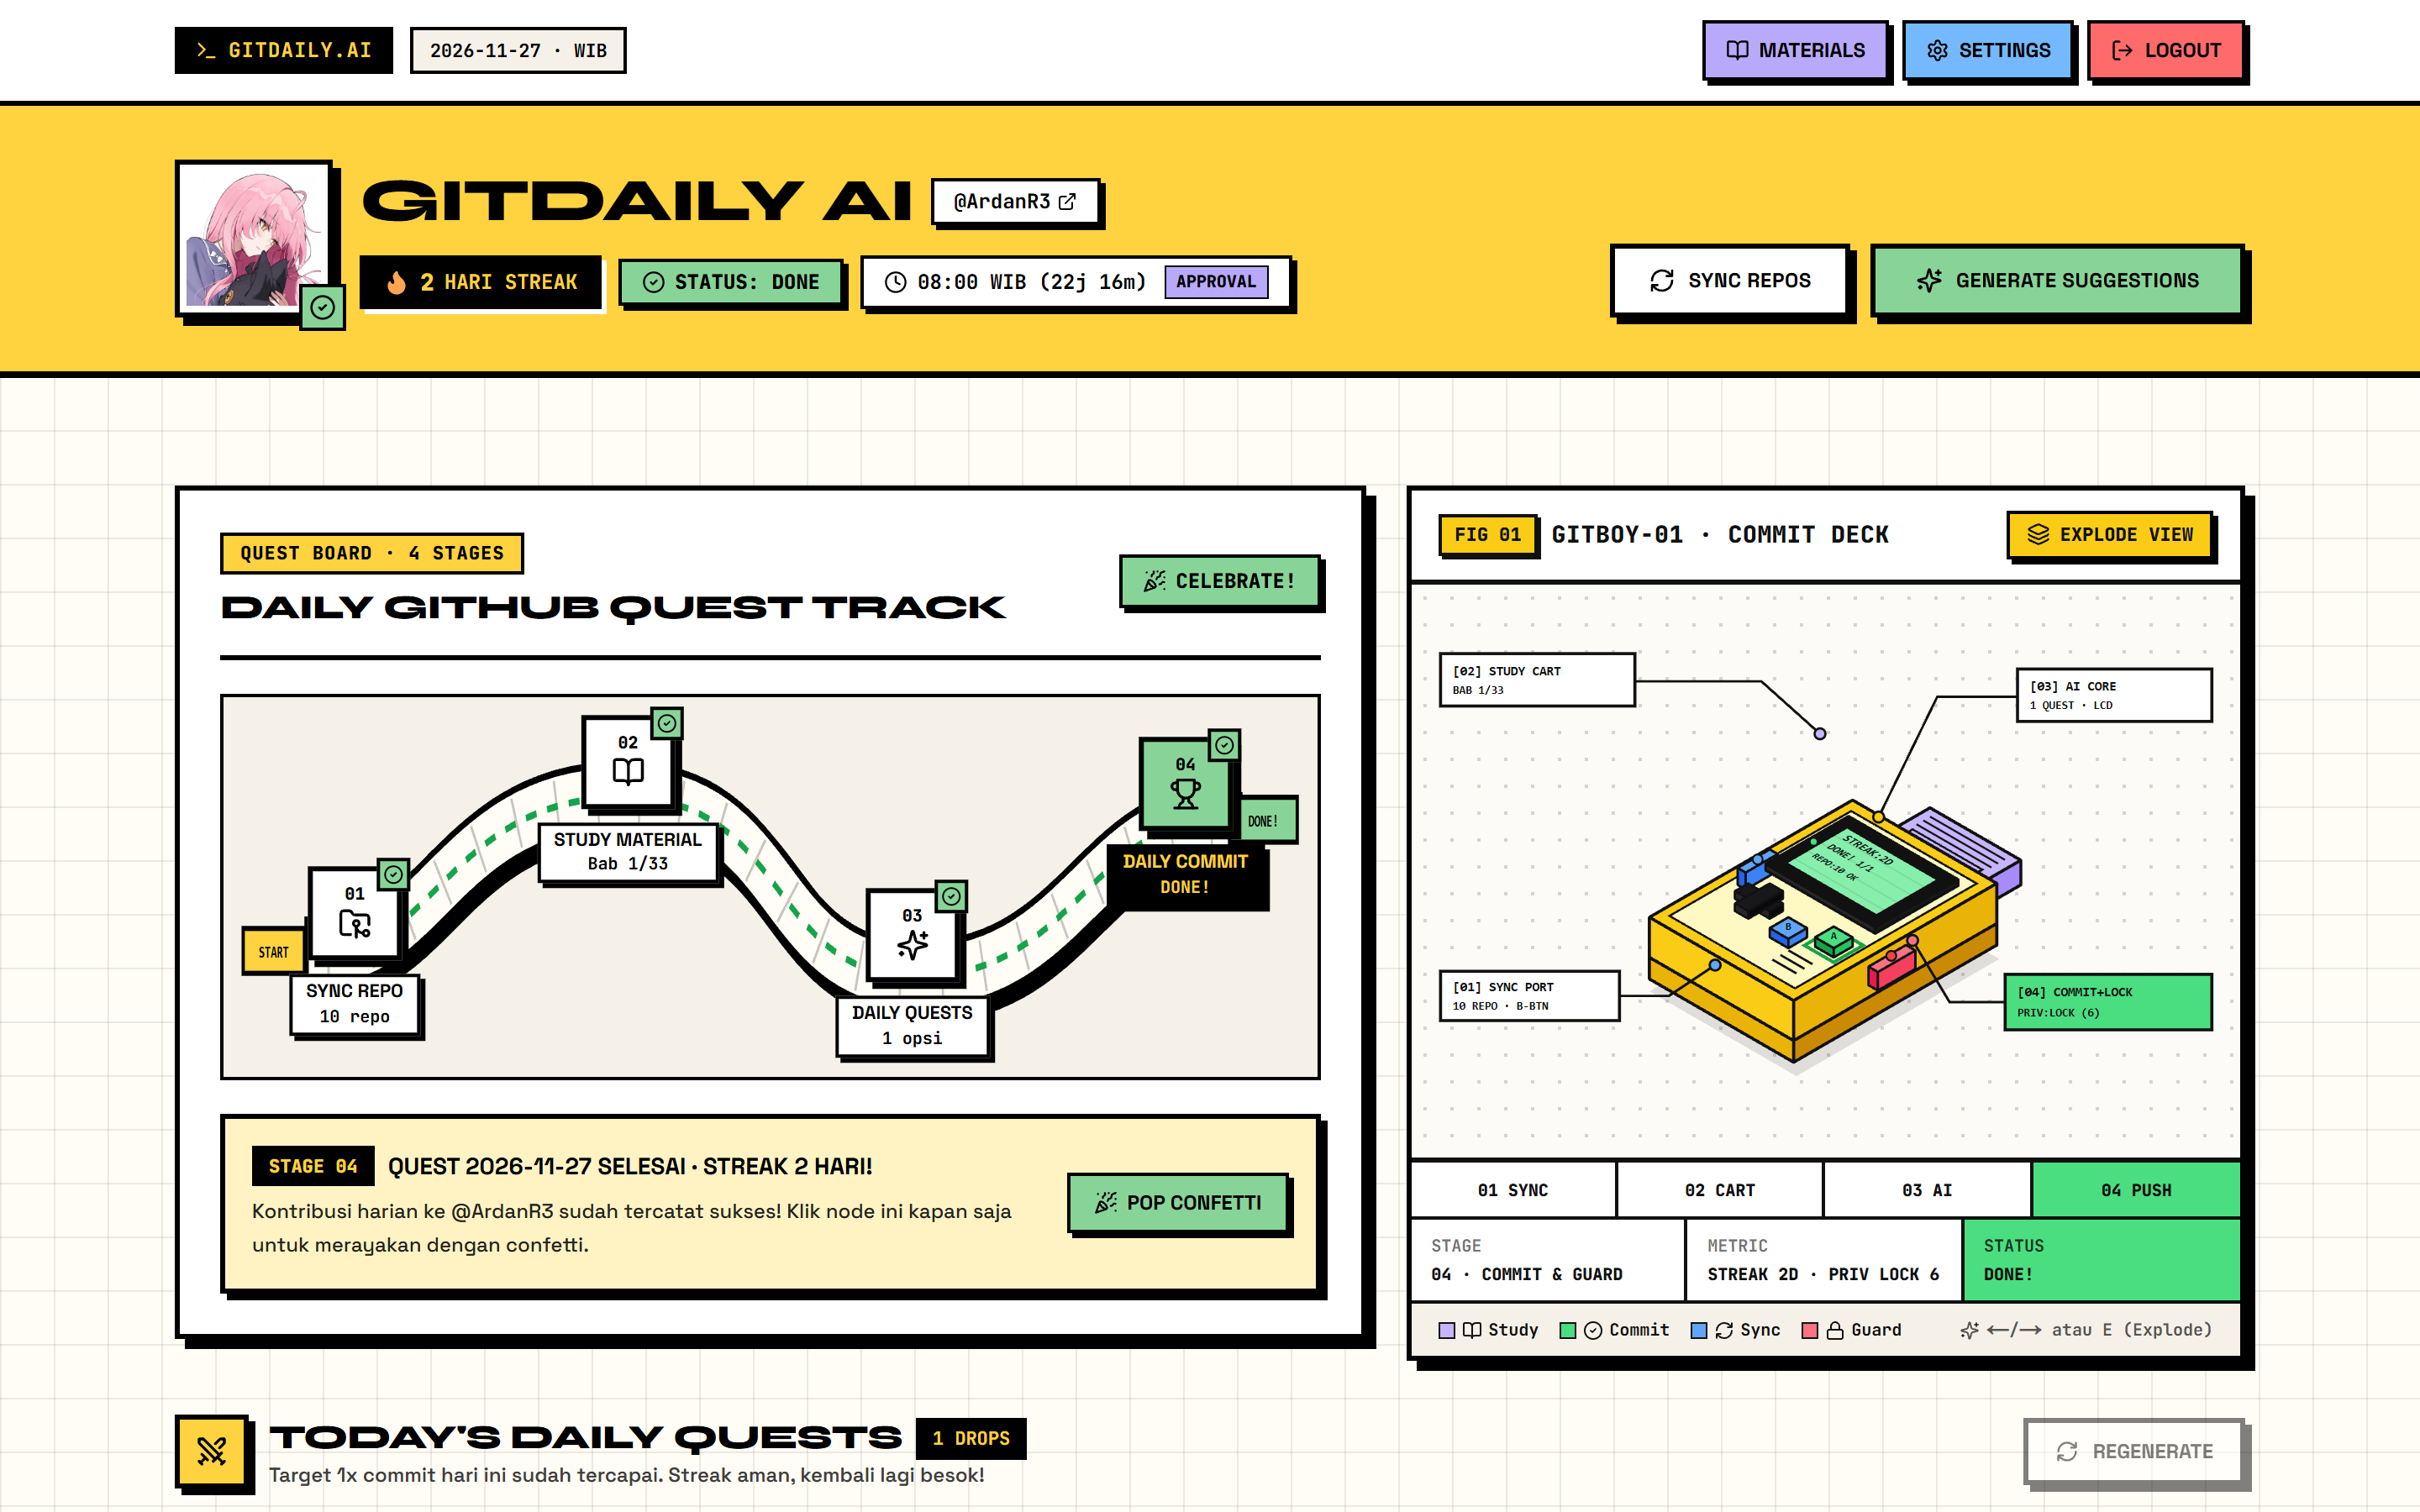 GITDAILY.AI
2026-11-27 · WIB
MATERIALS
SETTINGS
LOGOUT
GITDAILY AI
@ArdanR3
2 HARI STREAK
STATUS: DONE
08:00 WIB (22j 16m)
APPROVAL
SYNC REPOS
GENERATE SUGGESTIONS
QUEST BOARD · 4 STAGES
DAILY GITHUB QUEST TRACK
CELEBRATE!
START
01
SYNC REPO
10 repo
02
STUDY MATERIAL
Bab 1/33
03
DAILY QUESTS
1 opsi
04
DONE!
DAILY COMMIT
DONE!
STAGE 04
QUEST 2026-11-27 SELESAI · STREAK 2 HARI!
Kontribusi harian ke @ArdanR3 sudah tercatat sukses! Klik node ini kapan saja
untuk merayakan dengan confetti.
POP CONFETTI
FIG 01
GITBOY-01 · COMMIT DECK
EXPLODE VIEW
[02] STUDY CART
BAB 1/33
[03] AI CORE
1 QUEST · LCD
STREAK:2D
DONE! 1/1
REPO:10 OK
B
A
[01] SYNC PORT
10 REPO · B-BTN
[04] COMMIT+LOCK
PRIV:LOCK (6)
01 SYNC
02 CART
03 AI
04 PUSH
STAGE
04 · COMMIT & GUARD
METRIC
STREAK 2D · PRIV LOCK 6
STATUS
DONE!
Study
Commit
Sync
Guard
←/→ atau E (Explode)
TODAY'S DAILY QUESTS
1 DROPS
Target 1x commit hari ini sudah tercapai. Streak aman, kembali lagi besok!
REGENERATE